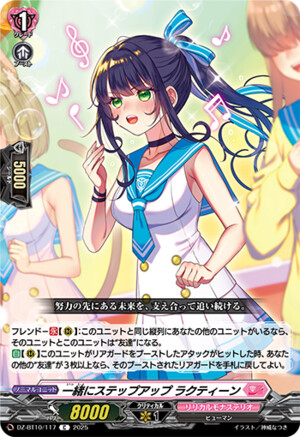 1
グレード
ブースト
シールド
5000
努力の先にある未来を、支え合って追い続ける。
フレンドー永【R】：このユニットと同じ縦列にあなたの他のユニットがいるなら、
そのユニットとこのユニットは"友達"になる。
自【R】：このユニットがリアガードをブーストしたアタックがヒットした時、あなた
の他の"友達"が３枚以上なら、そのブーストされたリアガードを手札に戻してよい。
ノーマルユニット
一緒にステップアップ ラクティーン
リリカルモナステリオ
パワー
8000
クリティカル
1
ヒューマン
DZ-BT10/117 C 2025
イラスト/神威なつき